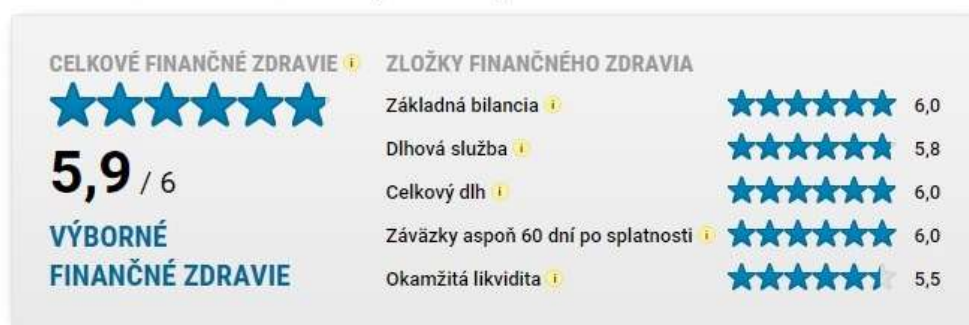 CELKOVÉ FINANČNÉ ZDRAVIE i
5,9 / 6
VÝBORNÉ
FINANČNÉ ZDRAVIE
ZLOŽKY FINANČNÉHO ZDRAVIA
Základná bilancia i 6,0
Dlhová služba i 5,8
Celkový dlh i 6,0
Záväzky aspoň 60 dní po splatnosti i 6,0
Okamžitá likvidita i 5,5